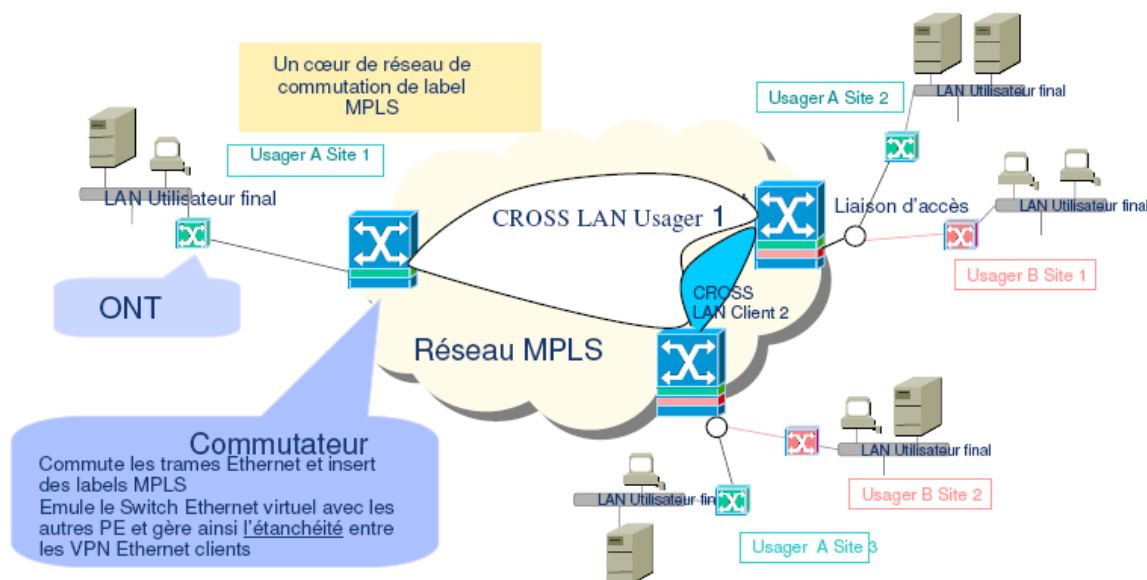 Un cœur de réseau de
commutation de label
MPLS
Usager A Site 1
LAN Utilisateur final
ONT
CROSS LAN Usager 1
CROSS
LAN Client 2
Réseau MPLS
Usager A Site 2
LAN Utilisateur final
Liaison d'accès
LAN Utilisateur final
Usager B Site 1
Commutateur
Commute les trames Ethernet et insert
des labels MPLS
Emule le Switch Ethernet virtuel avec les
autres PE et gère ainsi l'étanchéité entre
les VPN Ethernet clients
LAN Utilisateur final
Usager B Site 2
LAN Utilisateur fina
Usager A Site 3